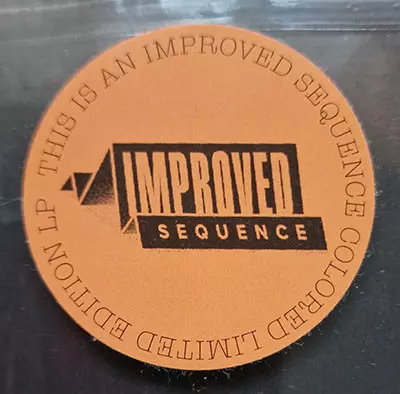 THIS IS AN IMPROVED SEQUENCE COLORED LIMITED EDITION LP
IMPROVED
SEQUENCE